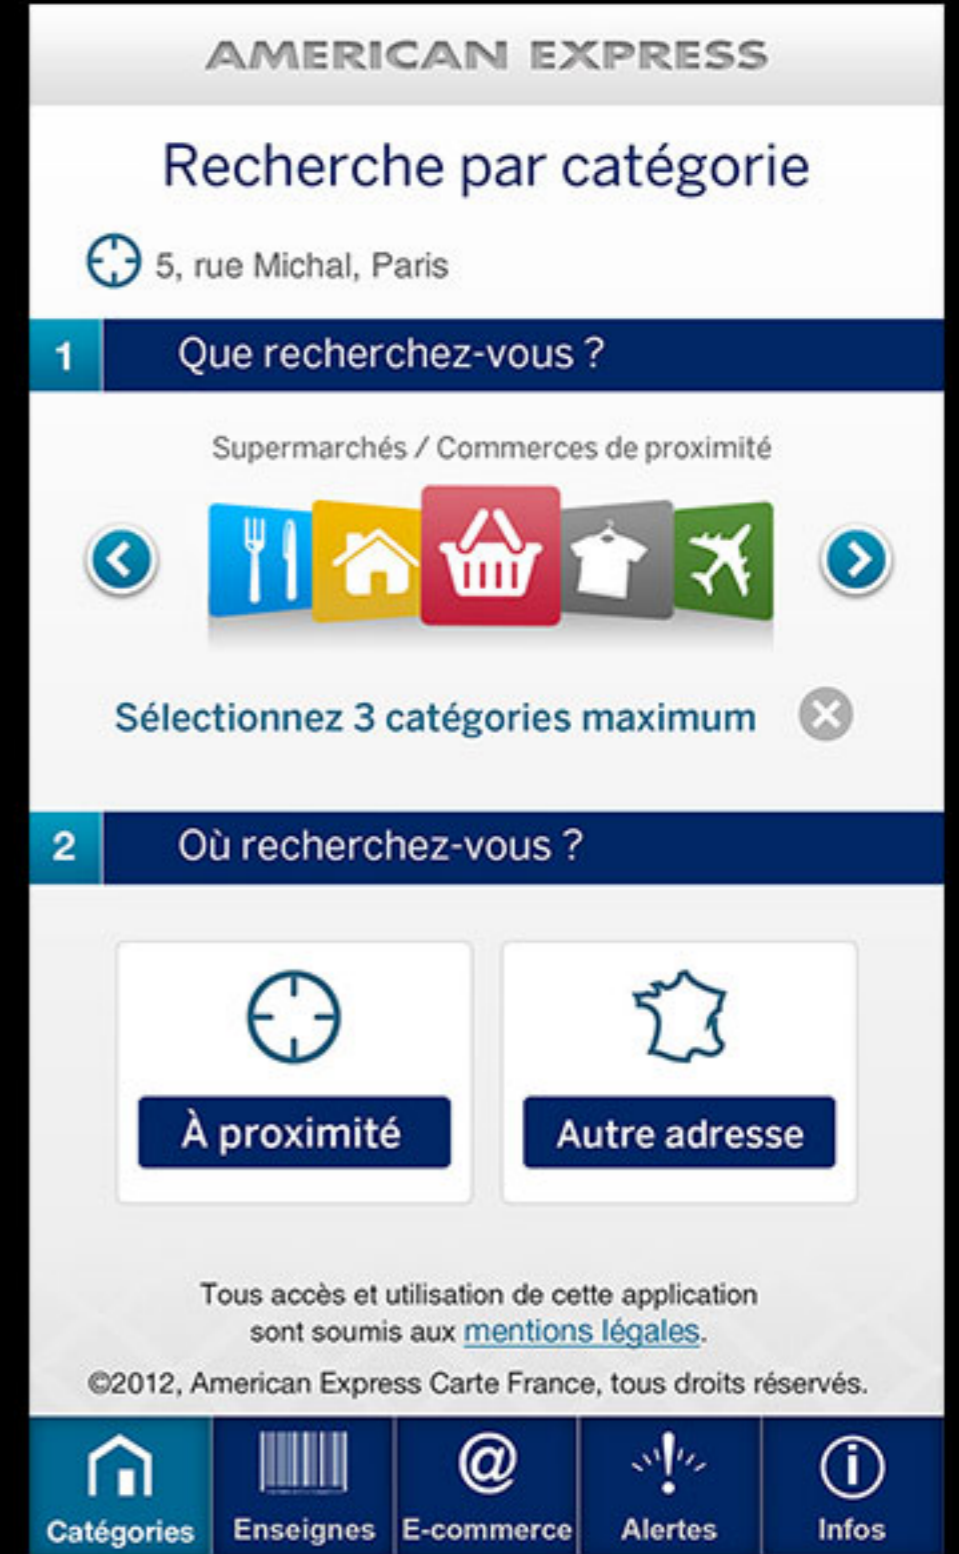 AMERICAN EXPRESS
Recherche par catégorie
5, rue Michal, Paris
1 Que recherchez-vous ?
Supermarchés / Commerces de proximité
Sélectionnez 3 catégories maximum
2 Où recherchez-vous ?
À proximité Autre adresse
Tous accès et utilisation de cette application
sont soumis aux mentions légales.
©2012, American Express Carte France, tous droits réservés.
Catégories Enseignes E-commerce Alertes Infos